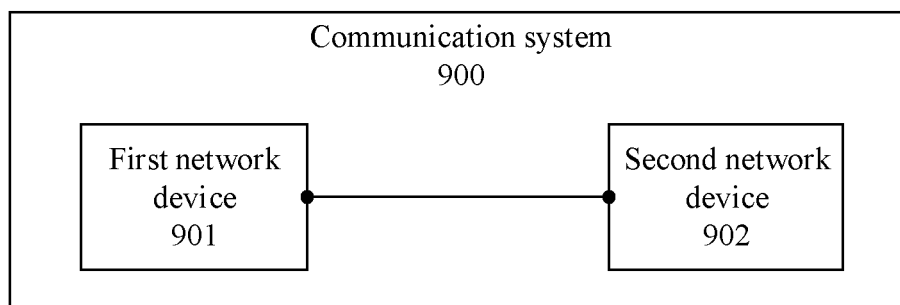 Communication system
900
First network
device
901
Second network
device
902